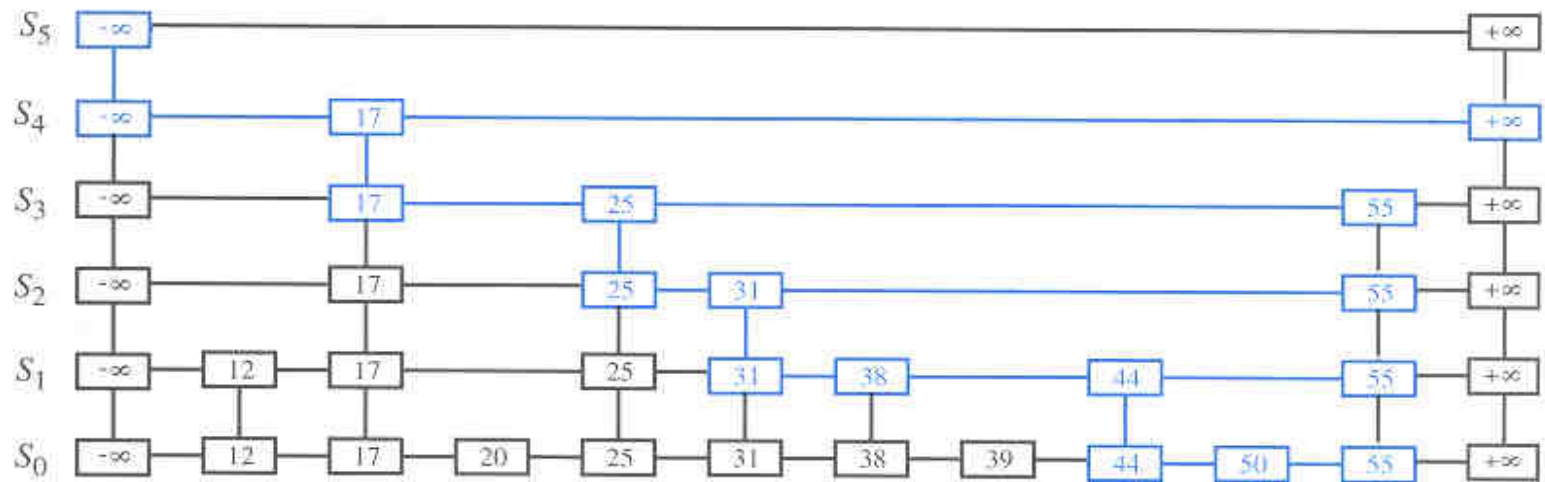 S5 -∞ +∞
S4 -∞ 17 +∞
S3 -∞ 17 25 55 +∞
S2 -∞ 17 25 31 55 +∞
S1 -∞ 12 17 25 31 38 44 55 +∞
S0 -∞ 12 17 20 25 31 38 39 44 50 55 +∞